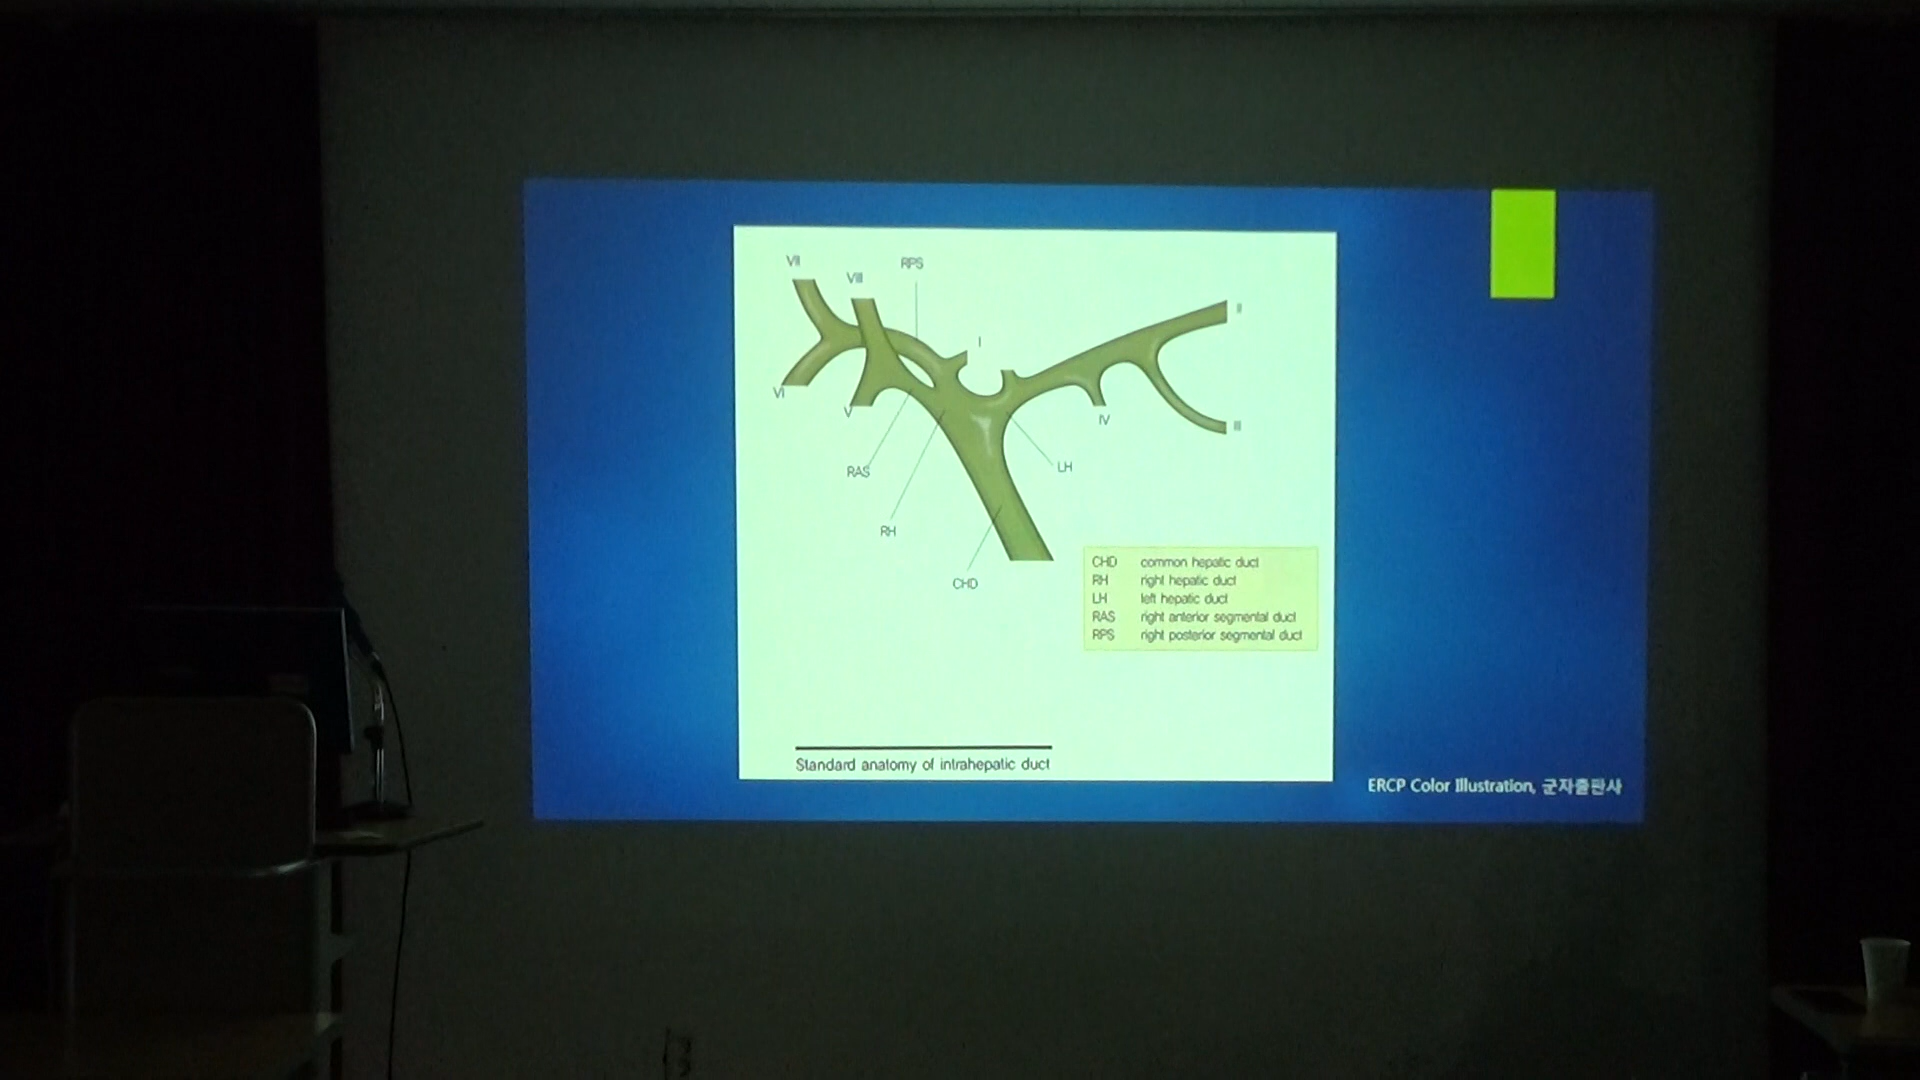 VII
VIII
RPS
I
II
VI
V
IV
III
RAS
LH
RH
CHD
CHD common hepatic duct
RH right hepatic duct
LH left hepatic duct
RAS right anterior segmental duct
RPS right posterior segmental duct
Standard anatomy of intrahepatic duct
ERCP Color Illustration, 군자출판사